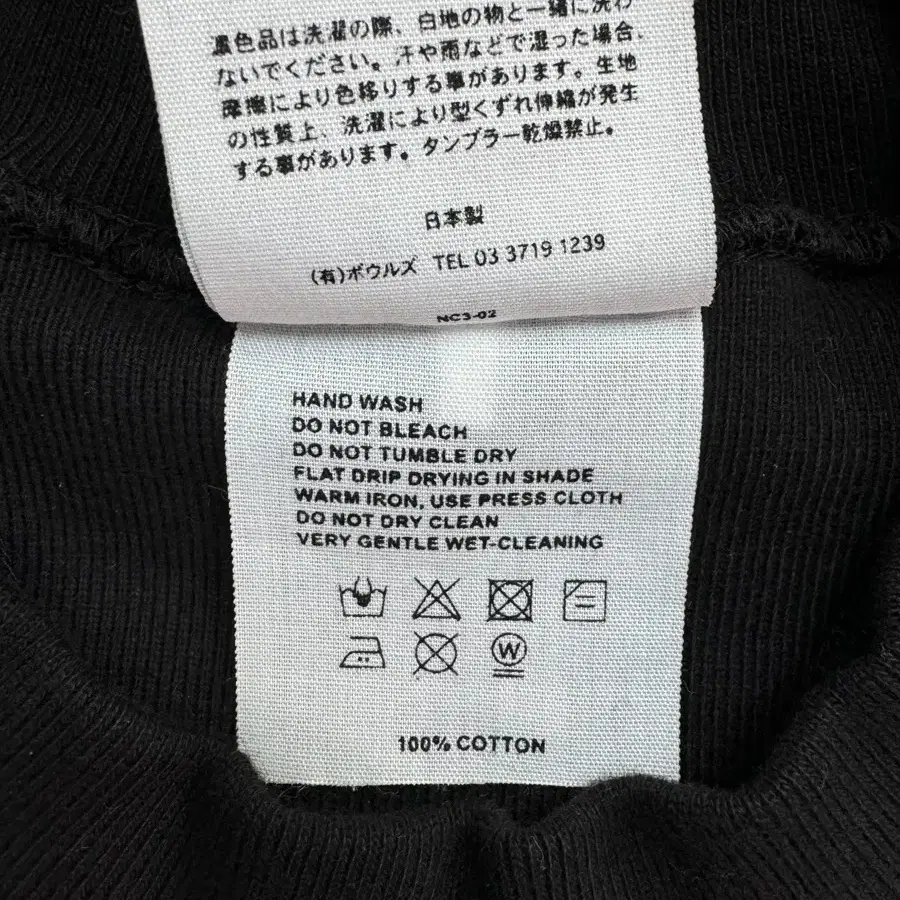 濃色品は洗濯の際、白地の物と一緒に洗わ
ないでください。汗や雨などで湿った場合、
摩擦により色移りする事があります。生地
の性質上、洗濯により型くずれ伸縮が発生
する事があります。タンブラー乾燥禁止。
日本製
(有)ボウルズ TEL 03 3719 1239
NC3-02
HAND WASH
DO NOT BLEACH
DO NOT TUMBLE DRY
FLAT DRIP DRYING IN SHADE
WARM IRON, USE PRESS CLOTH
DO NOT DRY CLEAN
VERY GENTLE WET-CLEANING
W
100% COTTON